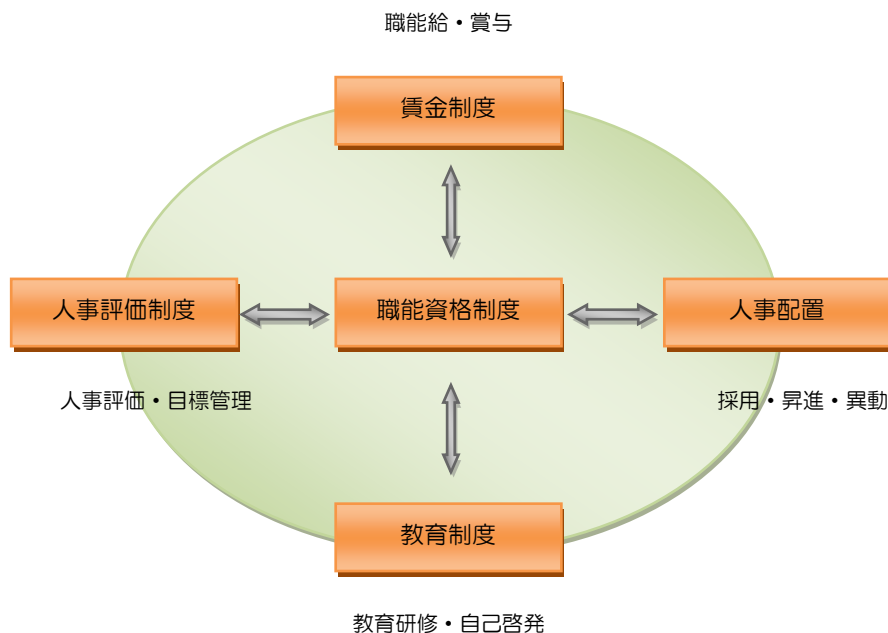 職能給・賞与
賃金制度
人事評価制度
職能資格制度
人事配置
人事評価・目標管理
採用・昇進・異動
教育制度
教育研修・自己啓発